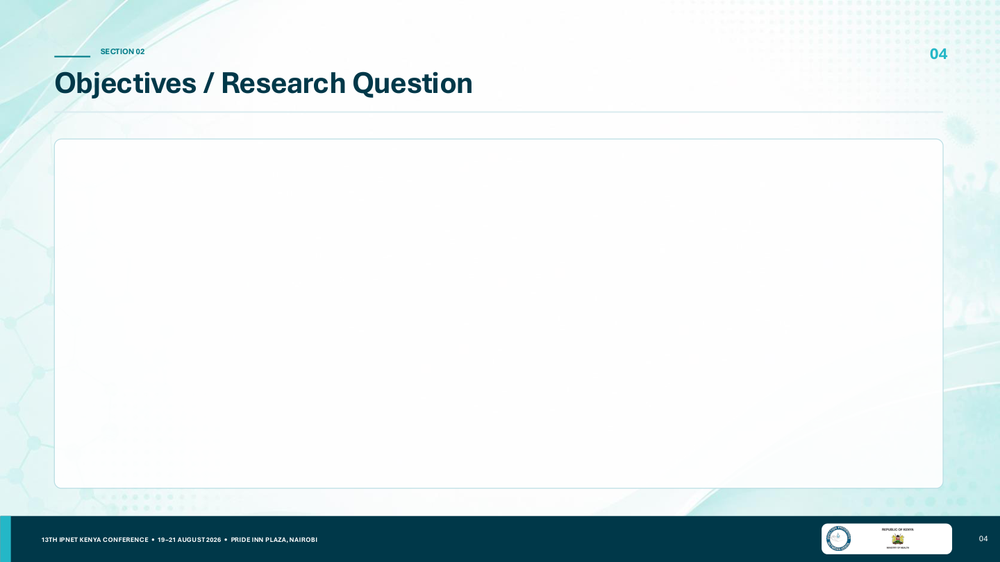 SECTION 02
04
Objectives / Research Question
13TH IPNET KENYA CONFERENCE • 19–21 AUGUST 2026 • PRIDE INN PLAZA, NAIROBI
REPUBLIC OF KENYA
MINISTRY OF HEALTH
04